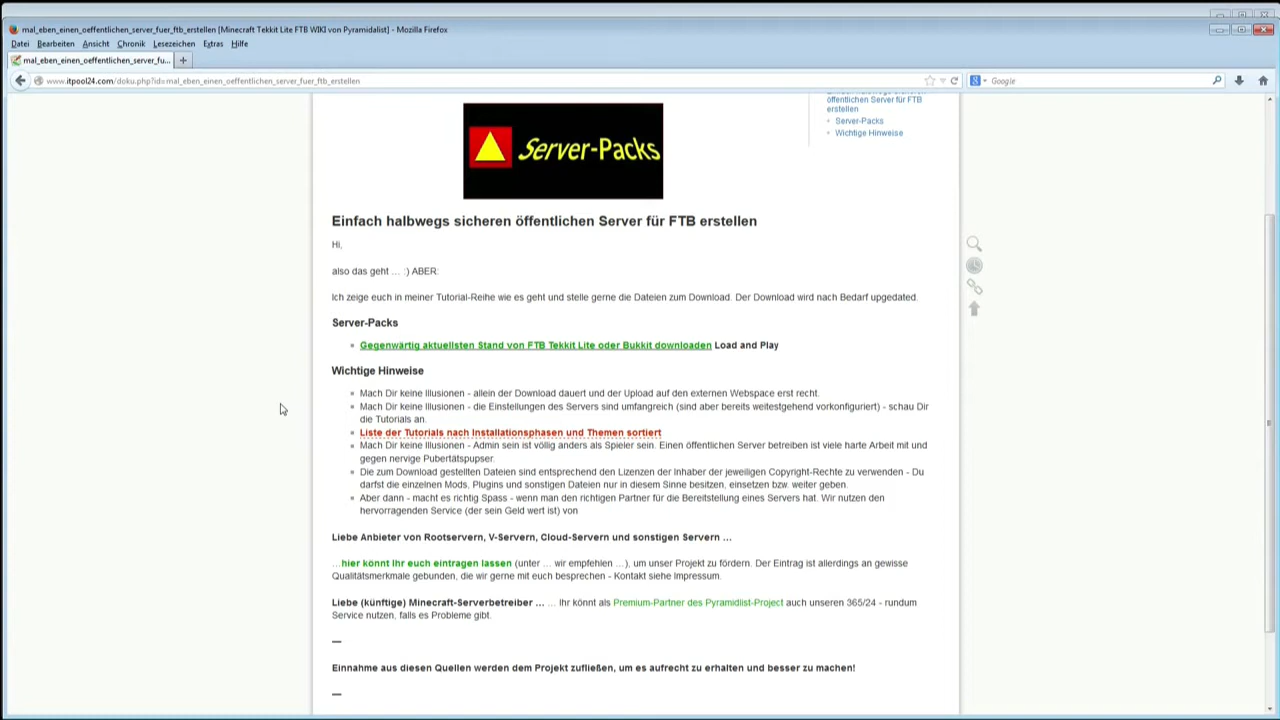 mal_eben_einen_oeffentlichen_server_fuer_ftb_erstellen [Minecraft Tekkit Lite FTB WIKI von Pyramidalist] - Mozilla Firefox
Datei Bearbeiten Ansicht Chronik Lesezeichen Extras Hilfe
mal_eben_einen_oeffentlichen_server_fu...
www.itpool24.com/doku.php?id=mal_eben_einen_oeffentlichen_server_fuer_ftb_erstellen
Google
öffentlichen Server für FTB
erstellen
Server-Packs
Wichtige Hinweise
Server-Packs
Einfach halbwegs sicheren öffentlichen Server für FTB erstellen
Hi,
also das geht ... :) ABER:
Ich zeige euch in meiner Tutorial-Reihe wie es geht und stelle gerne die Dateien zum Download. Der Download wird nach Bedarf upgedated.
Server-Packs
Gegenwärtig aktuellsten Stand von FTB Tekkit Lite oder Bukkit downloaden Load and Play
Wichtige Hinweise
Mach Dir keine Illusionen - allein der Download dauert und der Upload auf den externen Webspace erst recht.
Mach Dir keine Illusionen - die Einstellungen des Servers sind umfangreich (sind aber bereits weitestgehend vorkonfiguriert) - schau Dir
die Tutorials an.
Liste der Tutorials nach Installationsphasen und Themen sortiert
Mach Dir keine Illusionen - Admin sein ist völlig anders als Spieler sein. Einen öffentlichen Server betreiben ist viele harte Arbeit mit und
gegen nervige Pubertätspupser.
Die zum Download gestellten Dateien sind entsprechend den Lizenzen der Inhaber der jeweiligen Copyright-Rechte zu verwenden - Du
darfst die einzelnen Mods, Plugins und sonstigen Dateien nur in diesem Sinne besitzen, einsetzen bzw. weiter geben.
Aber dann - macht es richtig Spass - wenn man den richtigen Partner für die Bereitstellung eines Servers hat. Wir nutzen den
hervorragenden Service (der sein Geld wert ist) von
Liebe Anbieter von Rootservern, V-Servern, Cloud-Servern und sonstigen Servern ...
...hier könnt Ihr euch eintragen lassen (unter ... wir empfehlen ...), um unser Projekt zu fördern. Der Eintrag ist allerdings an gewisse
Qualitätsmerkmale gebunden, die wir gerne mit euch besprechen - Kontakt siehe Impressum.
Liebe (künftige) Minecraft-Serverbetreiber ... ... Ihr könnt als Premium-Partner des Pyramidlist-Project auch unseren 365/24 - rundum
Service nutzen, falls es Probleme gibt.
—
Einnahme aus diesen Quellen werden dem Projekt zufließen, um es aufrecht zu erhalten und besser zu machen!
—